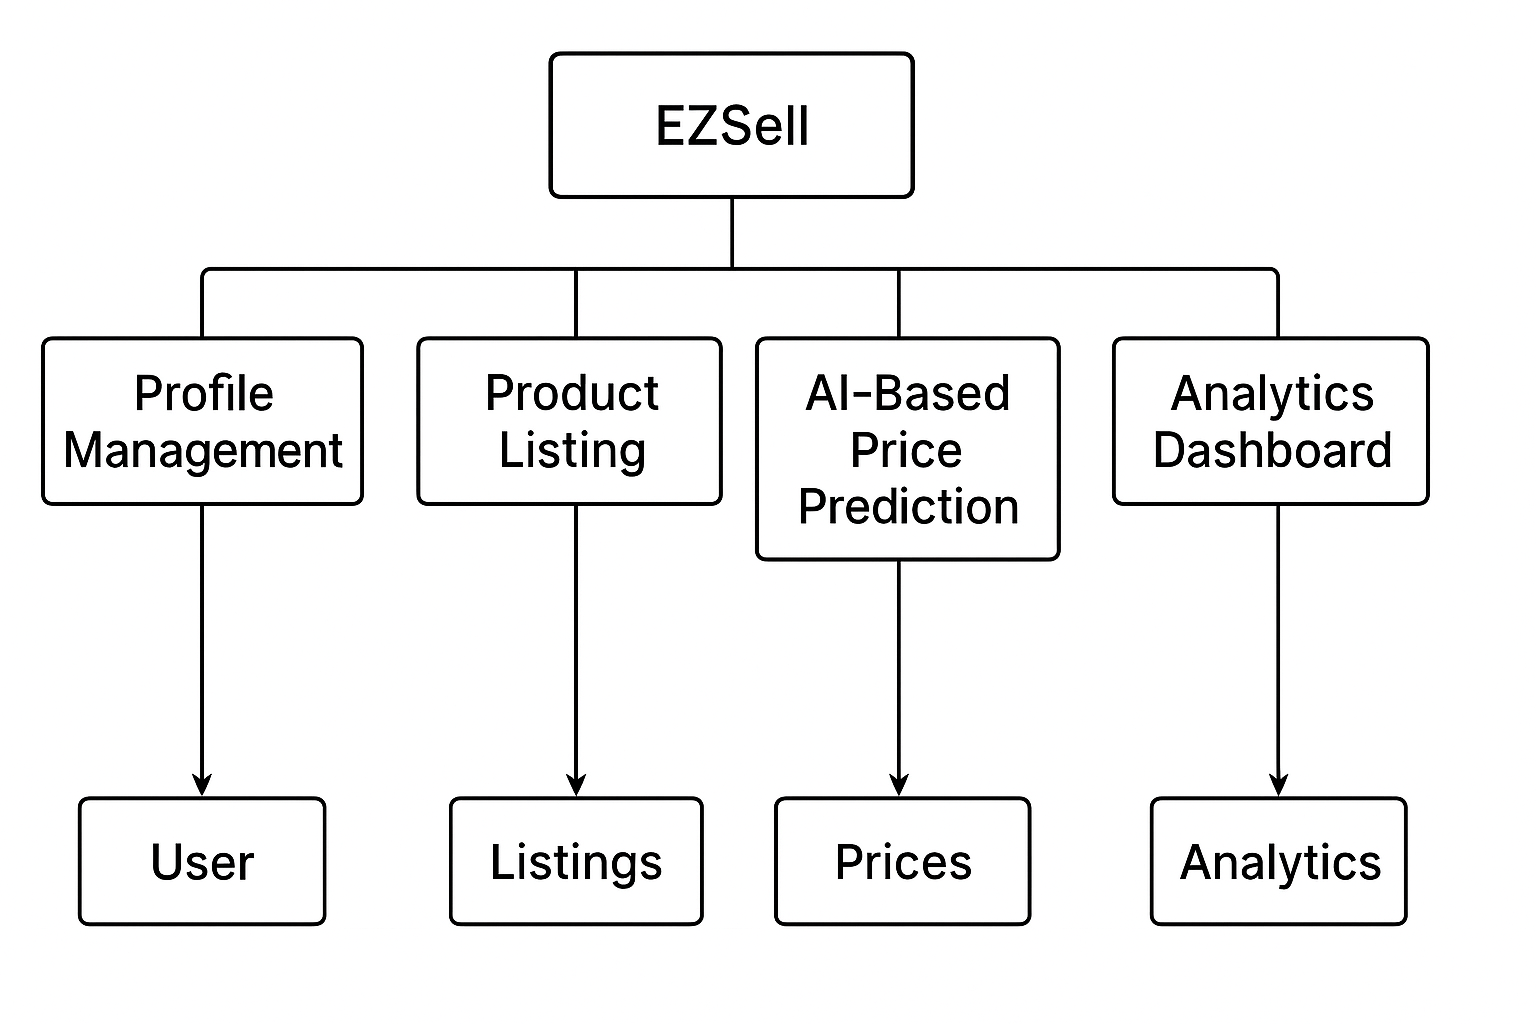 EZSell
Profile
Management
Product
Listing
AI-Based
Price
Prediction
Analytics
Dashboard
User
Listings
Prices
Analytics